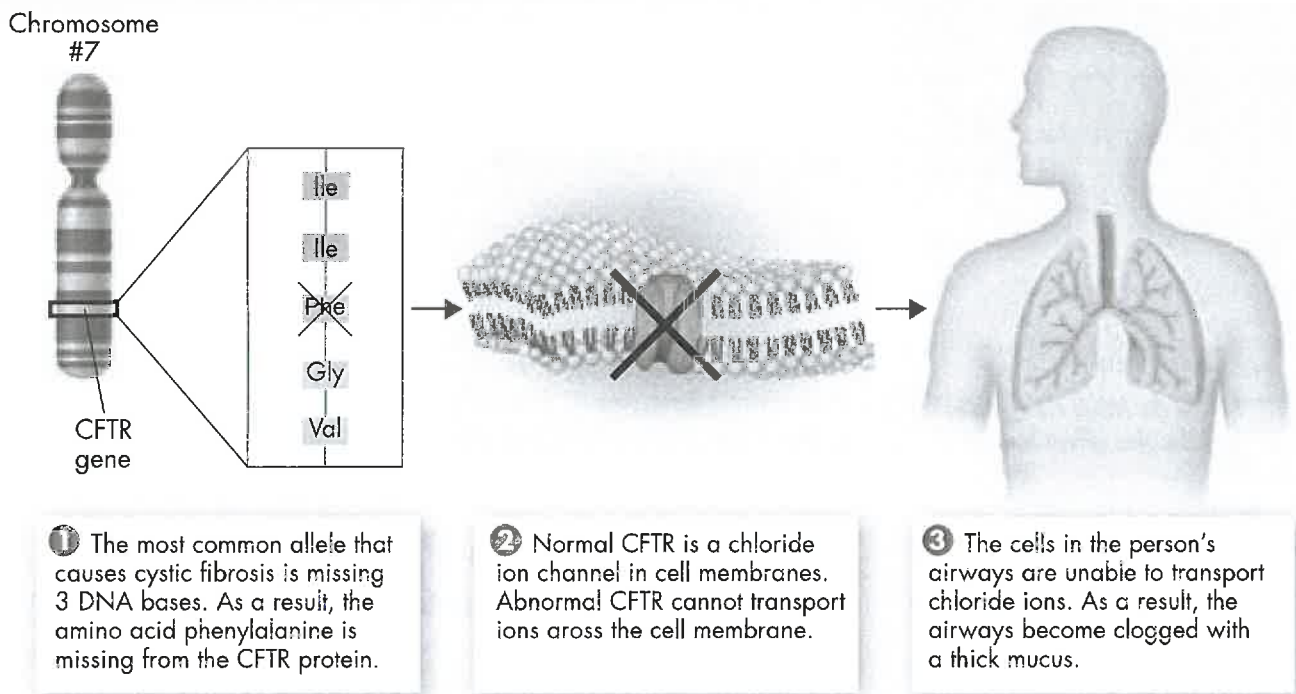 Chromosome
#7
Ile
Ile
Phe
Gly
Val
CFTR
gene
1 The most common allele that
causes cystic fibrosis is missing
3 DNA bases. As a result, the
amino acid phenylalanine is
missing from the CFTR protein.
2 Normal CFTR is a chloride
ion channel in cell membranes.
Abnormal CFTR cannot transport
ions aross the cell membrane.
3 The cells in the person's
airways are unable to transport
chloride ions. As a result, the
airways become clogged with
a thick mucus.